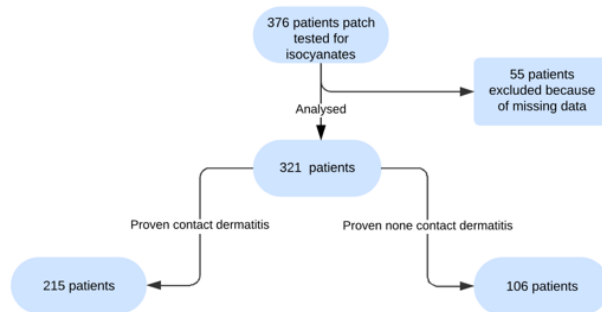 376 patients patch
tested for
isocyanates
55 patients
excluded because
of missing data
Analysed
321 patients
Proven contact dermatitis
Proven none contact dermatitis
215 patients
106 patients